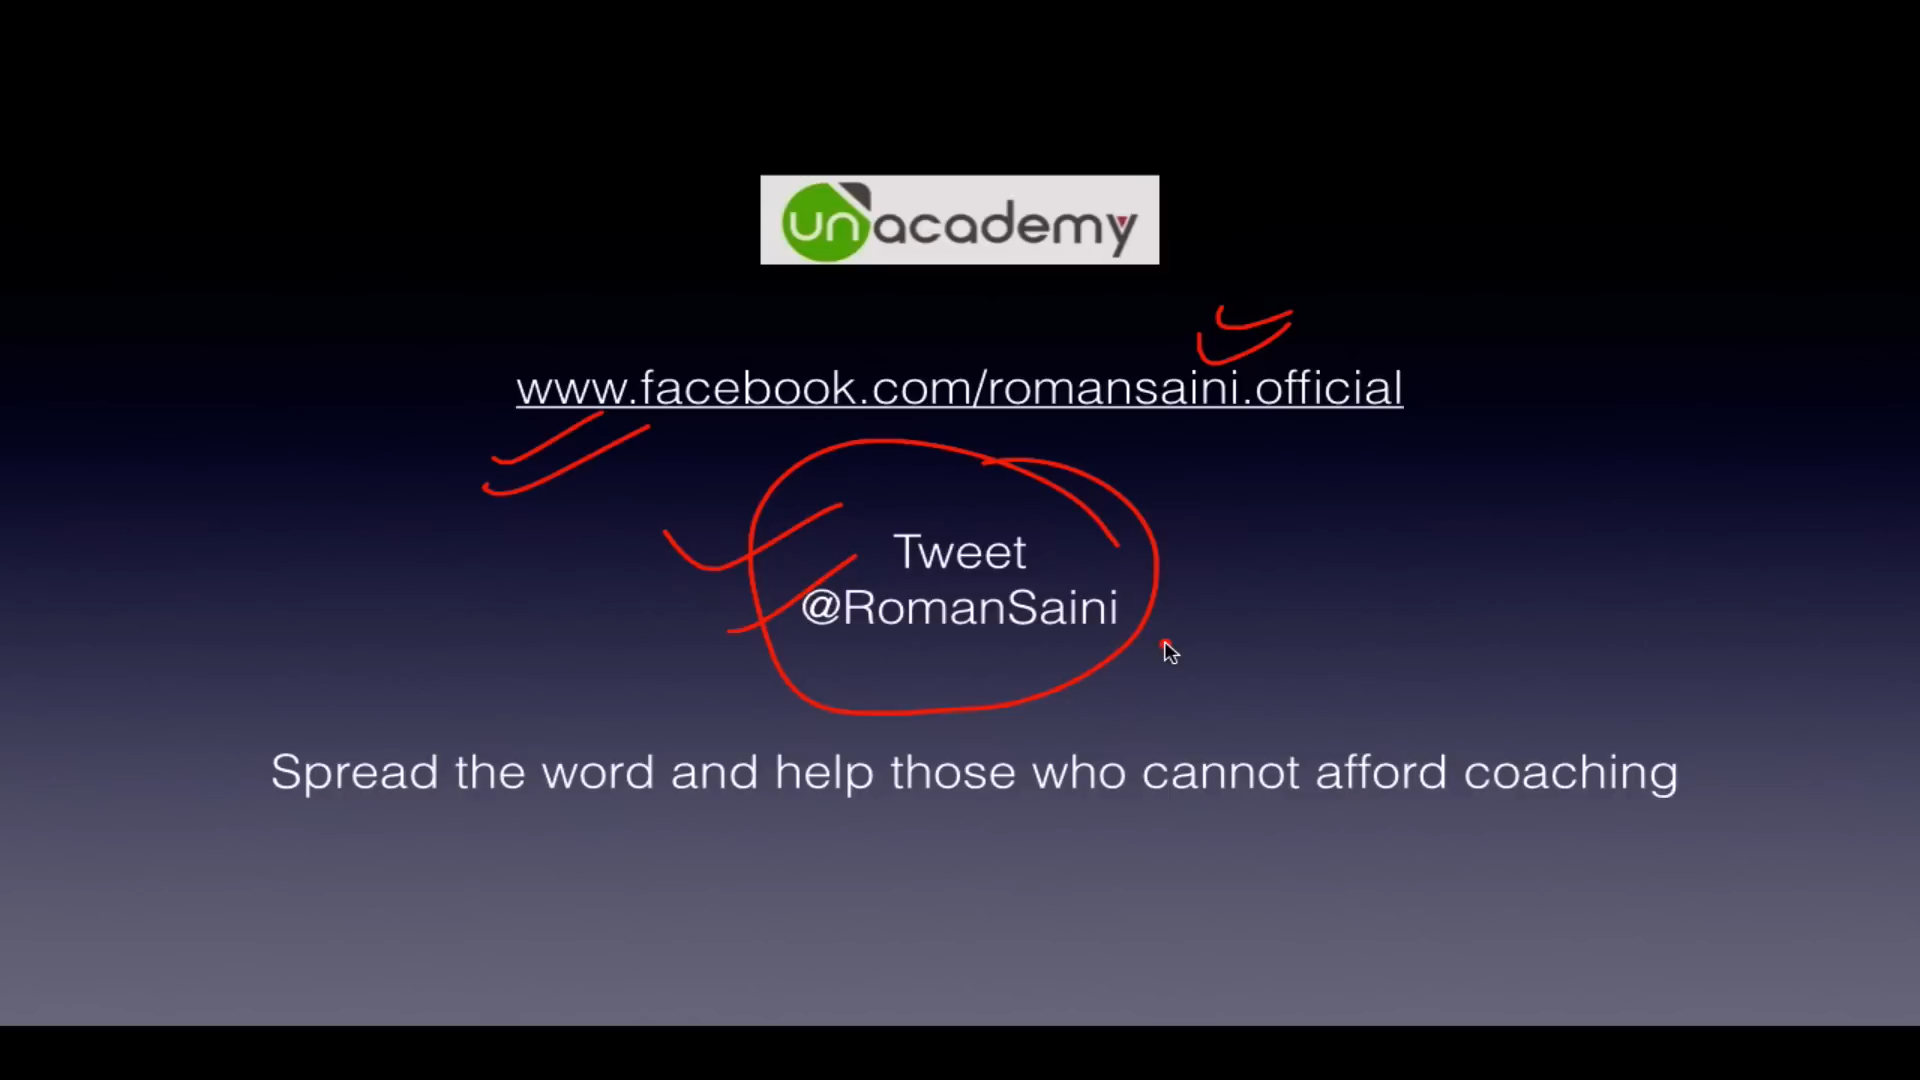 unacademy
www.facebook.com/romansaini.official
Tweet
@RomanSaini
Spread the word and help those who cannot afford coaching